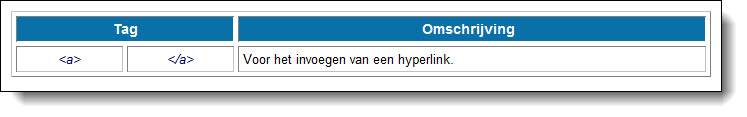 Tag Omschrijving
<a> </a> Voor het invoegen van een hyperlink.